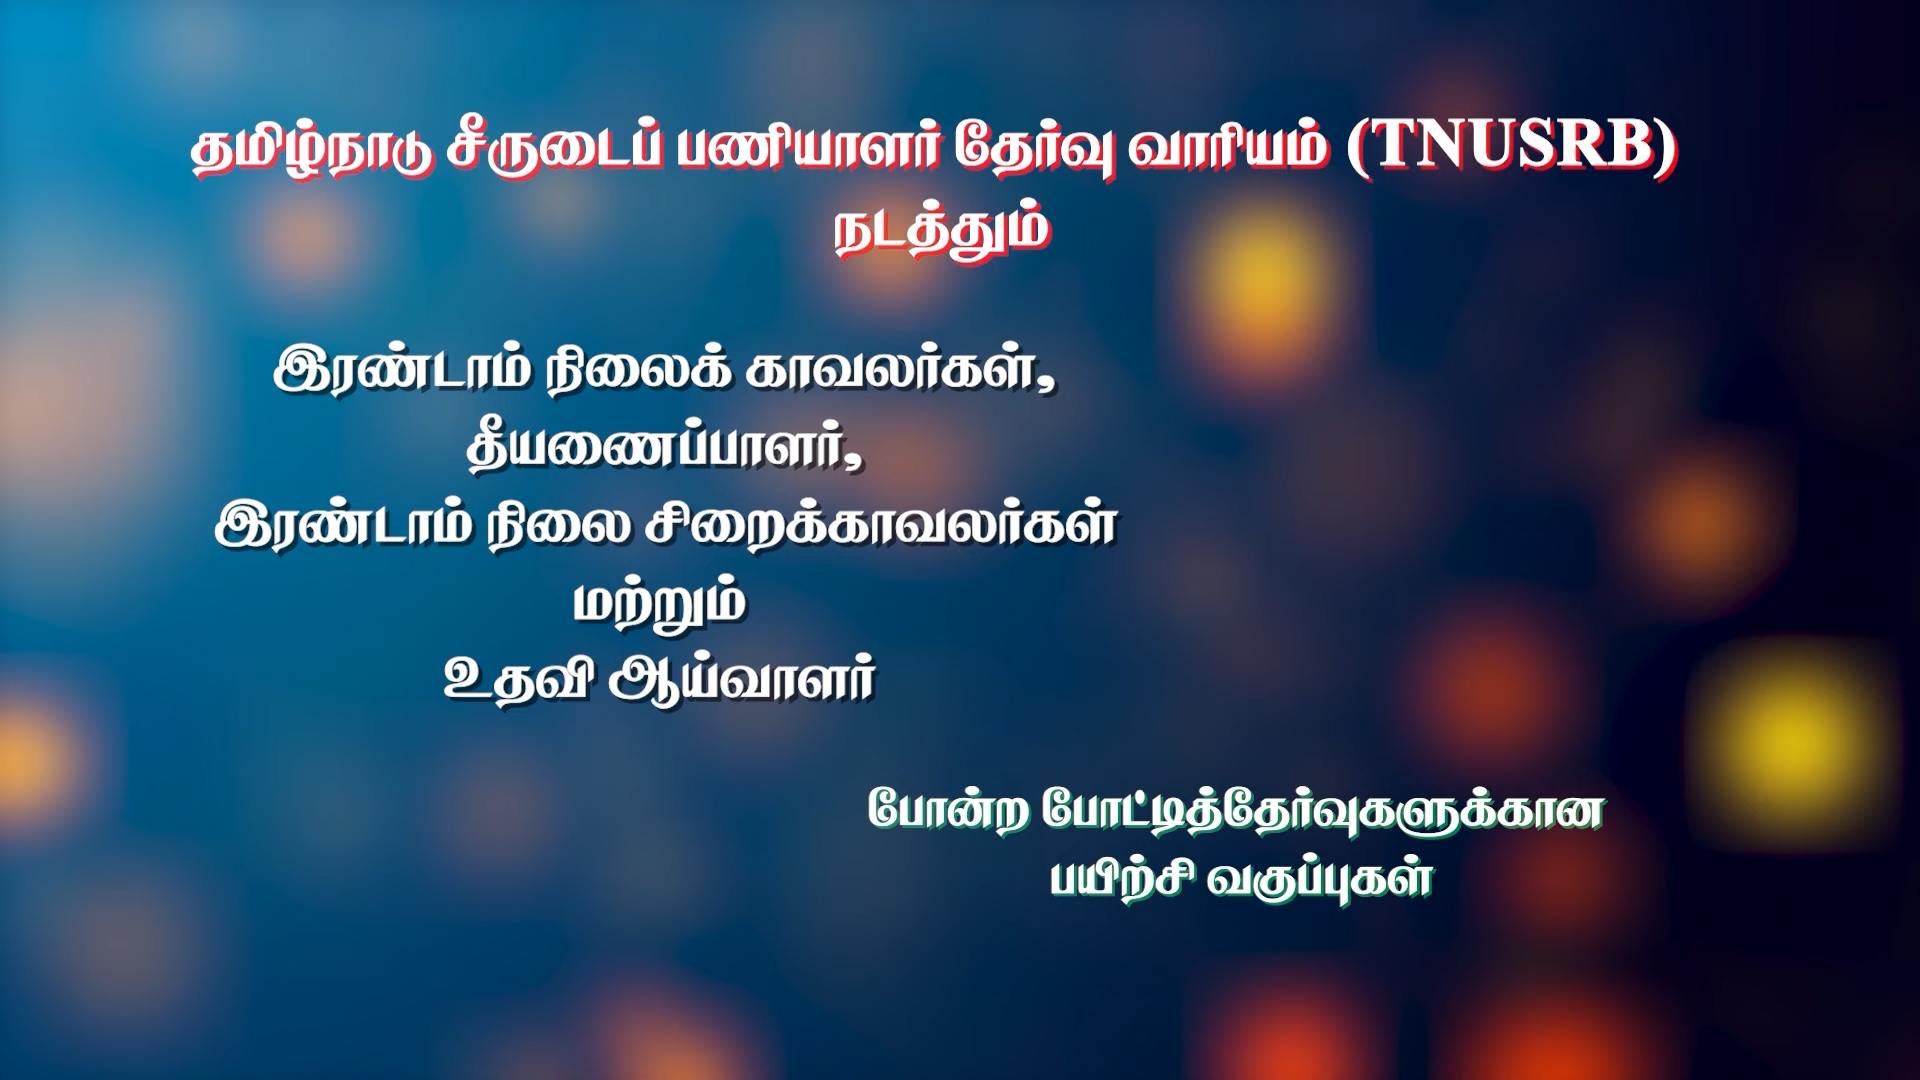 தமிழ்நாடு சீருடைப் பணியாளர் தேர்வு வாரியம் (TNUSRB)
நடத்தும்
இரண்டாம் நிலைக் காவலர்கள்,
தீயணைப்பாளர்,
இரண்டாம் நிலை சிறைக்காவலர்கள்
மற்றும்
உதவி ஆய்வாளர்
போன்ற போட்டித்தேர்வுகளுக்கான
பயிற்சி வகுப்புகள்